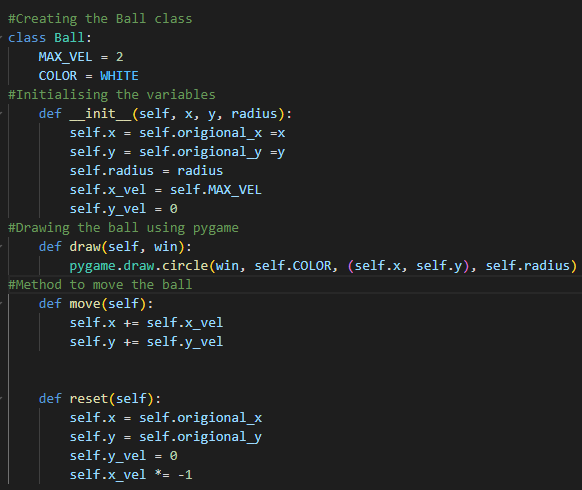 #Creating the Ball class
class Ball:
    MAX_VEL = 2
    COLOR = WHITE
#Initialising the variables
    def __init__(self, x, y, radius):
        self.x = self.origional_x =x
        self.y = self.origional_y =y
        self.radius = radius
        self.x_vel = self.MAX_VEL
        self.y_vel = 0
#Drawing the ball using pygame
    def draw(self, win):
        pygame.draw.circle(win, self.COLOR, (self.x, self.y), self.radius)
#Method to move the ball
    def move(self):
        self.x += self.x_vel
        self.y += self.y_vel
    def reset(self):
        self.x = self.origional_x
        self.y = self.origional_y
        self.y_vel = 0
        self.x_vel *= -1